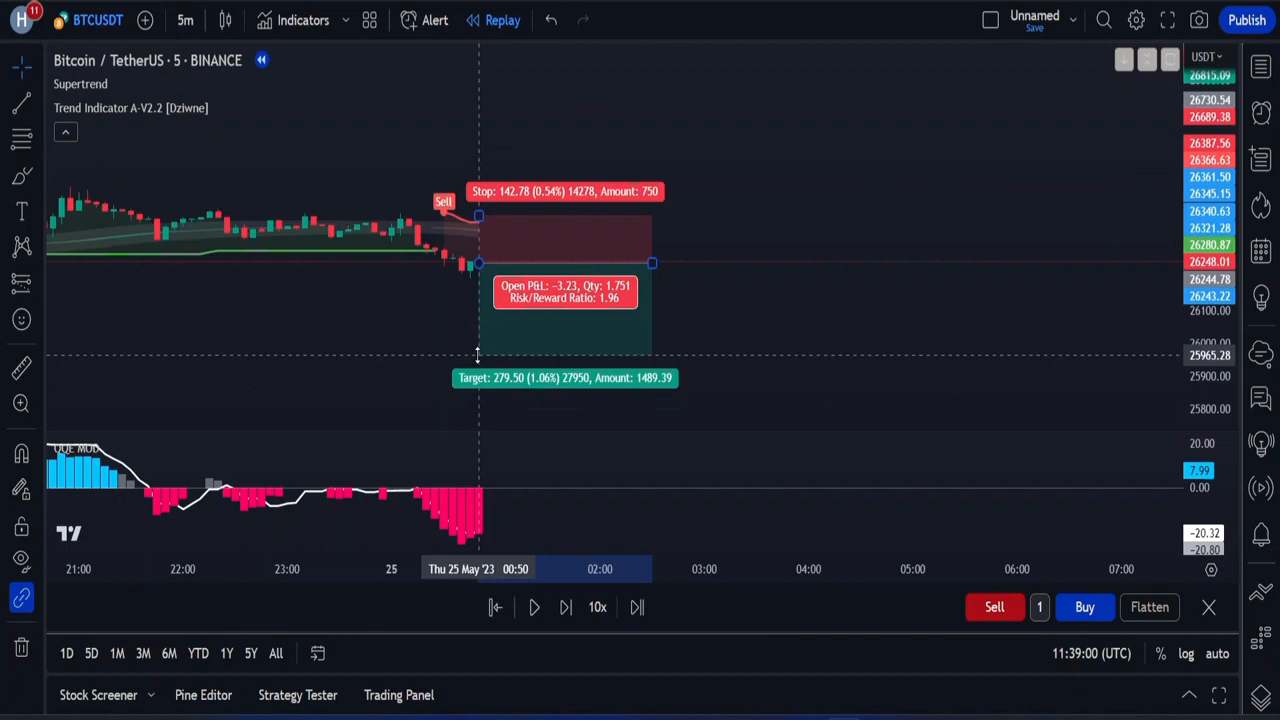 H
11
BTCUSDT
5m
Indicators
Alert
Replay
Unnamed
Save
Publish
Bitcoin / TetherUS · 5 · BINANCE
Supertrend
Trend Indicator A-V2.2 [Dziwne]
USDT
26815.09
26730.54
26689.38
26387.56
26366.63
26361.50
26345.15
26340.63
26321.28
26280.87
26248.01
26244.78
26243.22
26100.00
26000.00
25965.28
25900.00
25800.00
Sell
Stop: 142.78 (0.54%) 14278, Amount: 750
Open P&L: −3.23, Qty: 1.751
Risk/Reward Ratio: 1.96
Target: 279.50 (1.06%) 27950, Amount: 1489.39
QQE MOD
20.00
7.99
0.00
−20.32
−20.80
21:00
22:00
23:00
25
Thu 25 May '23 00:50
02:00
03:00
04:00
05:00
06:00
07:00
10x
Sell
1
Buy
Flatten
1D 5D 1M 3M 6M YTD 1Y 5Y All
11:39:00 (UTC)
% log auto
Stock Screener
Pine Editor
Strategy Tester
Trading Panel